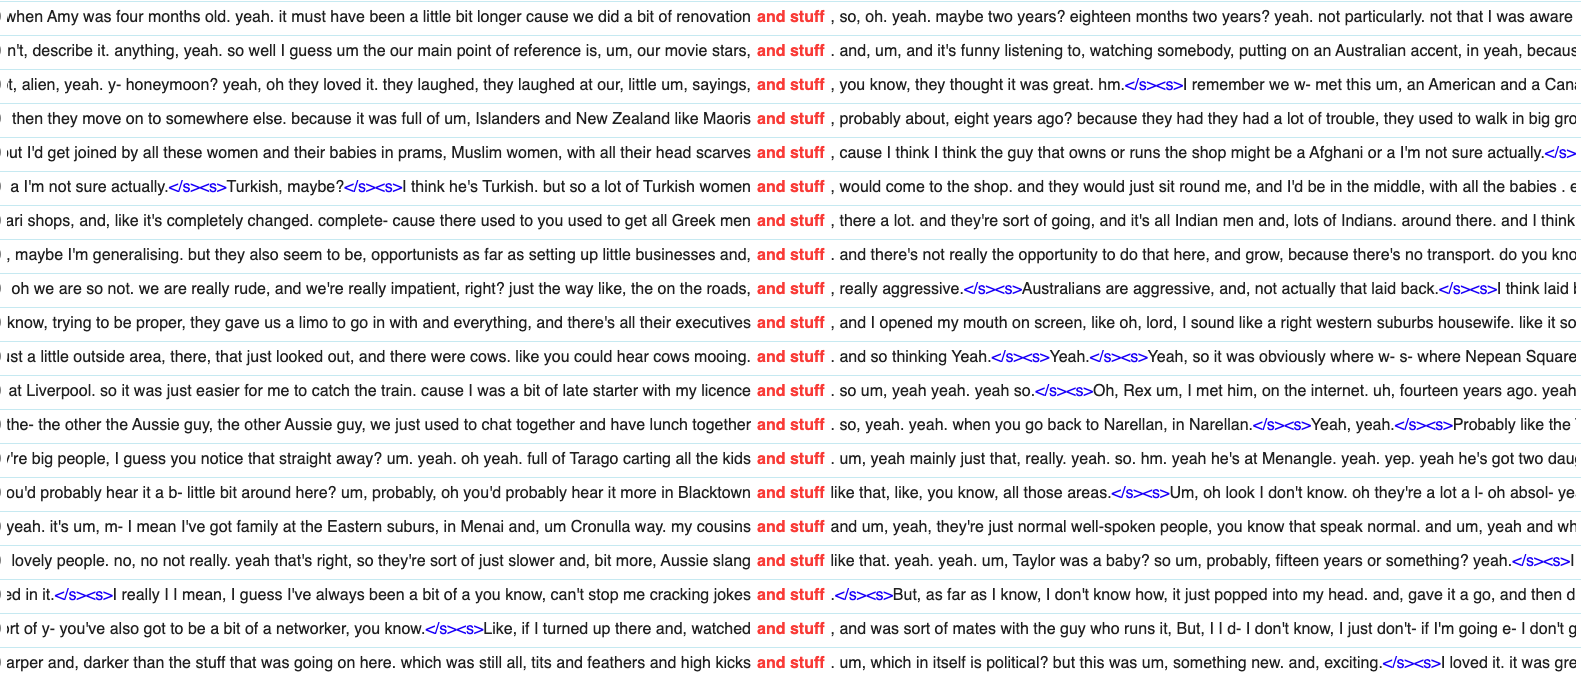 when Amy was four months old. yeah. it must have been a little bit longer cause we did a bit of renovation and stuff , so, oh. yeah. maybe two years? eighteen months two years? yeah. not particularly. not that I was aware
n't, describe it. anything, yeah. so well I guess um the our main point of reference is, um, our movie stars, and stuff . and, um, and it's funny listening to, watching somebody, putting on an Australian accent, in yeah, becaus
t, alien, yeah. y- honeymoon? yeah, oh they loved it. they laughed, they laughed at our, little um, sayings, and stuff , you know, they thought it was great. hm.</s><s>I remember we w- met this um, an American and a Can
then they move on to somewhere else. because it was full of um, Islanders and New Zealand like Maoris and stuff , probably about, eight years ago? because they had they had a lot of trouble, they used to walk in big gro
ut I'd get joined by all these women and their babies in prams, Muslim women, with all their head scarves and stuff , cause I think I think the guy that owns or runs the shop might be a Afghani or a I'm not sure actually.</s>
a I'm not sure actually.</s><s>Turkish, maybe?</s><s>I think he's Turkish. but so a lot of Turkish women and stuff , would come to the shop. and they would just sit round me, and I'd be in the middle, with all the babies . e
ari shops, and, like it's completely changed. complete- cause there used to you used to get all Greek men and stuff , there a lot. and they're sort of going, and it's all Indian men and, lots of Indians. around there. and I think
, maybe I'm generalising. but they also seem to be, opportunists as far as setting up little businesses and, and stuff . and there's not really the opportunity to do that here, and grow, because there's no transport. do you kno
oh we are so not. we are really rude, and we're really impatient, right? just the way like, the on the roads, and stuff , really aggressive.</s><s>Australians are aggressive, and, not actually that laid back.</s><s>I think laid
know, trying to be proper, they gave us a limo to go in with and everything, and there's all their executives and stuff , and I opened my mouth on screen, like oh, lord, I sound like a right western suburbs housewife. like it so
ust a little outside area, there, that just looked out, and there were cows. like you could hear cows mooing. and stuff . and so thinking Yeah.</s><s>Yeah.</s><s>Yeah, so it was obviously where w- s- where Nepean Square
at Liverpool. so it was just easier for me to catch the train. cause I was a bit of late starter with my licence and stuff . so um, yeah yeah. yeah so.</s><s>Oh, Rex um, I met him, on the internet. uh, fourteen years ago. yeah
the- the other the Aussie guy, the other Aussie guy, we just used to chat together and have lunch together and stuff . so, yeah. yeah. when you go back to Narellan, in Narellan.</s><s>Yeah, yeah.</s><s>Probably like the
're big people, I guess you notice that straight away? um. yeah. oh yeah. full of Tarago carting all the kids and stuff . um, yeah mainly just that, really. yeah. so. hm. yeah he's at Menangle. yeah. yep. yeah he's got two dau
ou'd probably hear it a b- little bit around here? um, probably, oh you'd probably hear it more in Blacktown and stuff like that, like, you know, all those areas.</s><s>Um, oh look I don't know. oh they're a lot a l- oh absol- ye
yeah. it's um, m- I mean I've got family at the Eastern suburs, in Menai and, um Cronulla way. my cousins and stuff and um, yeah, they're just normal well-spoken people, you know that speak normal. and um, yeah and wh
lovely people. no, no not really. yeah that's right, so they're sort of just slower and, bit more, Aussie slang and stuff like that. yeah. yeah. um, Taylor was a baby? so um, probably, fifteen years or something? yeah.</s><s>I
ed in it.</s><s>I really I I mean, I guess I've always been a bit of a you know, can't stop me cracking jokes and stuff .</s><s>But, as far as I know, I don't know how, it just popped into my head. and, gave it a go, and then d
ort of y- you've also got to be a bit of a networker, you know.</s><s>Like, if I turned up there and, watched and stuff , and was sort of mates with the guy who runs it, But, I I d- I don't know, I just don't- if I'm going e- I don't g
arper and, darker than the stuff that was going on here. which was still all, tits and feathers and high kicks and stuff . um, which in itself is political? but this was um, something new. and, exciting.</s><s>I loved it. it was gre